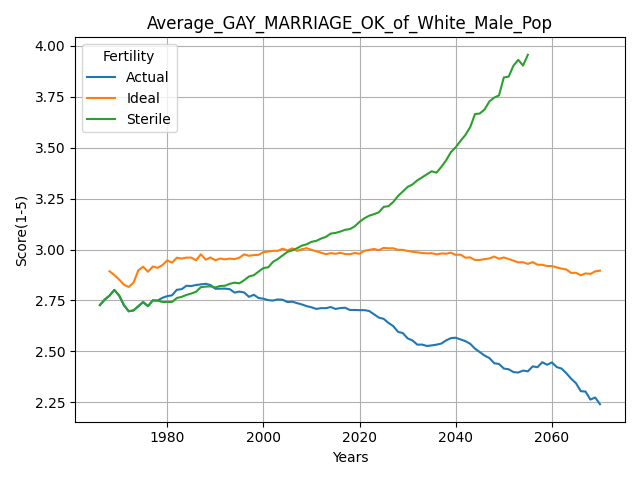 Average_GAY_MARRIAGE_OK_of_White_Male_Pop
Fertility
Actual
Ideal
Sterile
Score(1-5)
4.00
3.75
3.50
3.25
3.00
2.75
2.50
2.25
1980 2000 2020 2040 2060
Years